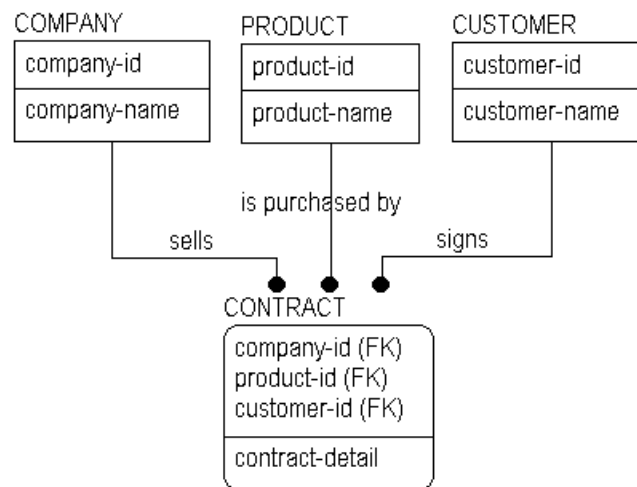 COMPANY
company-id
company-name
PRODUCT
product-id
product-name
CUSTOMER
customer-id
customer-name
is purchased by
sells
signs
CONTRACT
company-id (FK)
product-id (FK)
customer-id (FK)
contract-detail